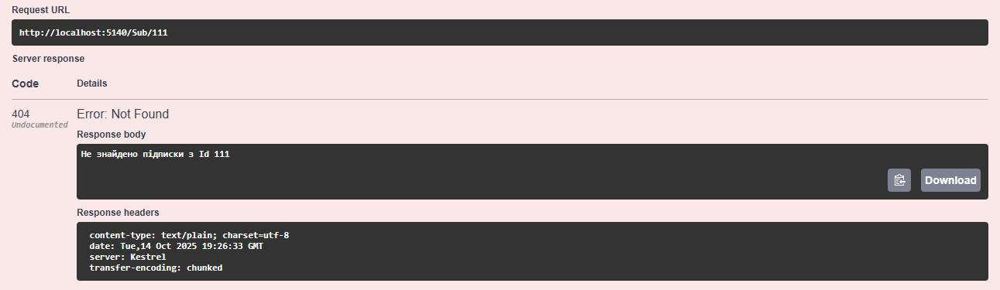 Request URL
http://localhost:5140/Sub/111
Server response
Code Details
404 Error: Not Found
Undocumented
Response body
Не знайдено підписки з Id 111
Download
Response headers
content-type: text/plain; charset=utf-8
date: Tue,14 Oct 2025 19:26:33 GMT
server: Kestrel
transfer-encoding: chunked